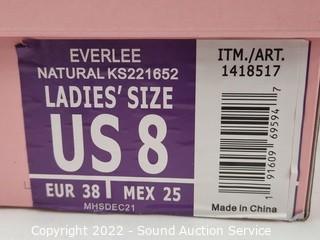 EVERLEE
NATURAL KS221652
LADIES' SIZE
US 8
EUR 38 MEX 25
MHSDEC21
ITM./ART.
1418517
1 91609 69594 7
Made in China
Copyright 2022 - Sound Auction Service